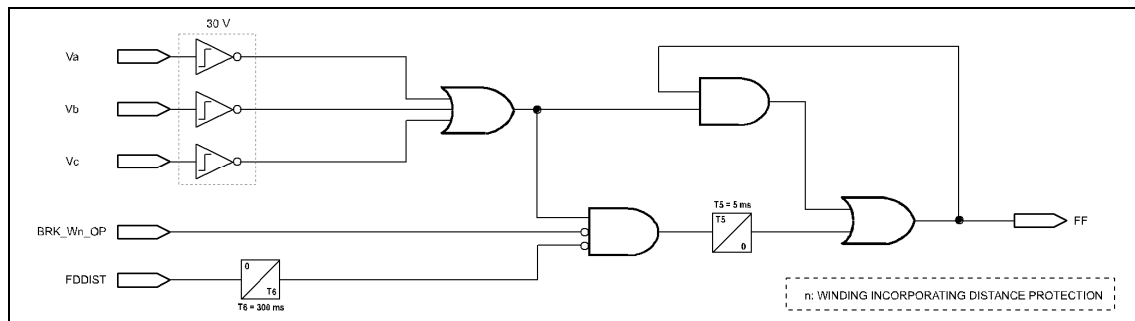 30 V
Va
Vb
Vc
BRK_Wn_OP
FDDIST
0
T6
T6 = 300 ms
T5 = 5 ms
T5
0
FF
n: WINDING INCORPORATING DISTANCE PROTECTION